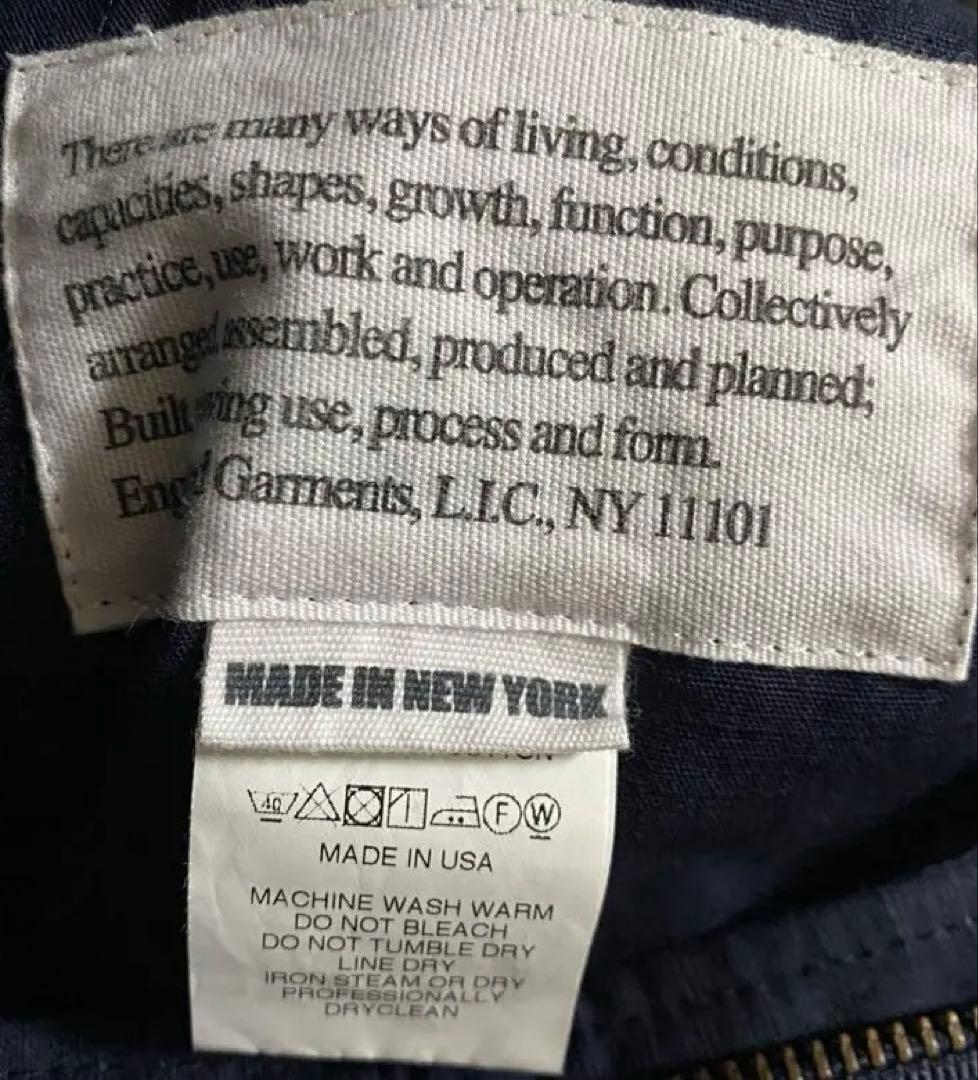 There are many ways of living, conditions,
capacities, shapes, growth, function, purpose,
practice, use, work and operation. Collectively
assembled, produced and planned;
Built use, process and form.
Garments, L.I.C., NY 11101
MADE IN NEW YORK
40 F W
MADE IN USA
MACHINE WASH WARM
DO NOT BLEACH
DO NOT TUMBLE DRY
LINE DRY
IRON STEAM OR DRY
PROFESSIONALLY
DRYCLEAN